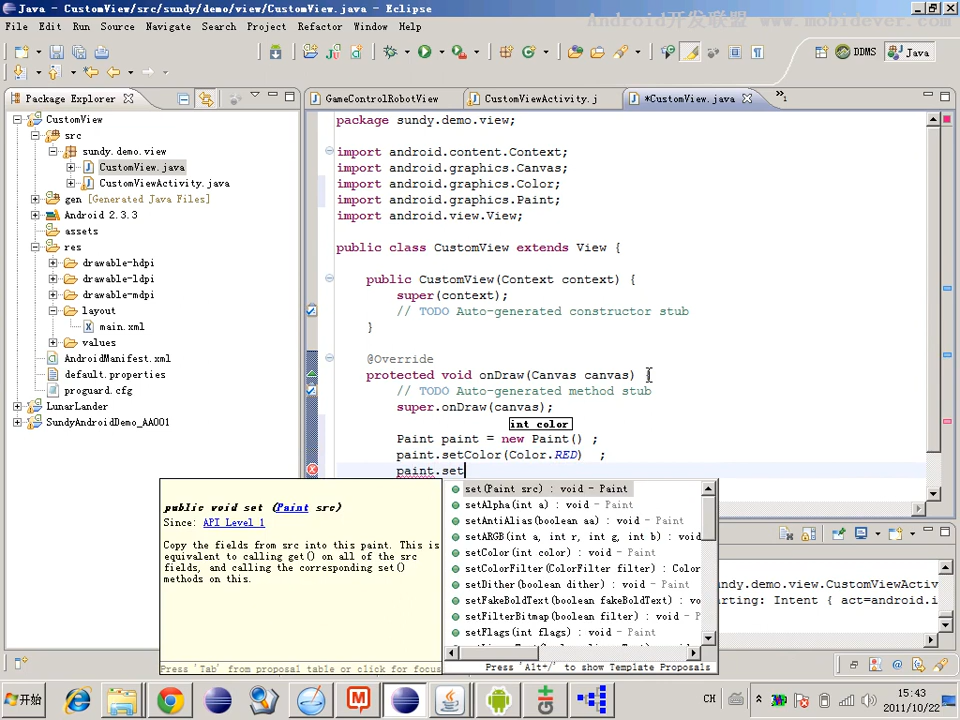 Java - CustomView/src/sundy/demo/view/CustomView.java - Eclipse
Android开发联盟 www.mobidever.com
File Edit Run Source Navigate Search Project Refactor Window Help
DDMS Java
Package Explorer
GameControlRobotView CustomViewActivity.j *CustomView.java »1
CustomView
src
sundy.demo.view
CustomView.java
CustomViewActivity.java
gen [Generated Java Files]
Android 2.3.3
assets
res
drawable-hdpi
drawable-ldpi
drawable-mdpi
layout
main.xml
values
AndroidManifest.xml
default.properties
proguard.cfg
LunarLander
SundyAndroidDemo_AA001
package sundy.demo.view;
import android.content.Context;
import android.graphics.Canvas;
import android.graphics.Color;
import android.graphics.Paint;
import android.view.View;
public class CustomView extends View {
public CustomView(Context context) {
super(context);
// TODO Auto-generated constructor stub
}
@Override
protected void onDraw(Canvas canvas) {
// TODO Auto-generated method stub
super.onDraw(canvas);
int color
Paint paint = new Paint() ;
paint.setColor(Color.RED) ;
paint.set
public void set (Paint src)
Since: API Level 1
Copy the fields from src into this paint. This is
equivalent to calling get() on all of the src
fields, and calling the corresponding set()
methods on this.
Press 'Tab' from proposal table or click for focus
set(Paint src) : void - Paint
setAlpha(int a) : void - Paint
setAntiAlias(boolean aa) : void - Paint
setARGB(int a, int r, int g, int b) : void
setColor(int color) : void - Paint
setColorFilter(ColorFilter filter) : Color
setDither(boolean dither) : void - Paint
setFakeBoldText(boolean fakeBoldText) : vo
setFilterBitmap(boolean filter) : void - P
setFlags(int flags) : void - Paint
Press 'Alt+/' to show Template Proposals
ndy.demo.view.CustomViewActiv
arting: Intent { act=android.i
开始
CH
15:43
2011/10/22